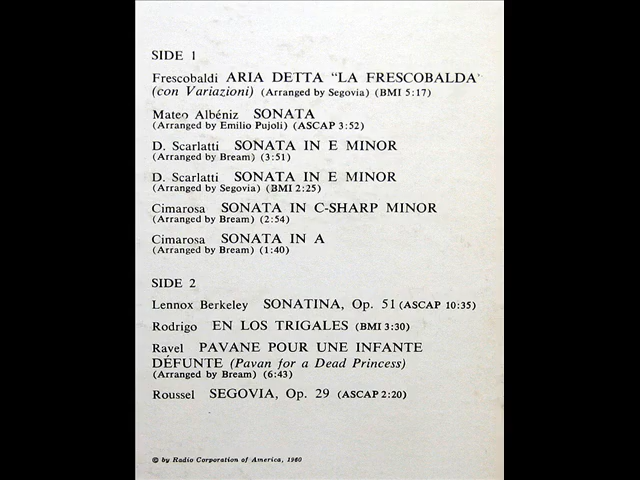 SIDE 1
Frescobaldi ARIA DETTA "LA FRESCOBALDA"
(con Variazioni) (Arranged by Segovia) (BMI 5:17)
Mateo Albéniz SONATA
(Arranged by Emilio Pujoli) (ASCAP 3:52)
D. Scarlatti SONATA IN E MINOR
(Arranged by Bream) (3:51)
D. Scarlatti SONATA IN E MINOR
(Arranged by Segovia) (BMI 2:25)
Cimarosa SONATA IN C-SHARP MINOR
(Arranged by Bream) (2:54)
Cimarosa SONATA IN A
(Arranged by Bream) (1:40)
SIDE 2
Lennox Berkeley SONATINA, Op. 51 (ASCAP 10:35)
Rodrigo EN LOS TRIGALES (BMI 3:30)
Ravel PAVANE POUR UNE INFANTE
DÉFUNTE (Pavan for a Dead Princess)
(Arranged by Bream) (6:43)
Roussel SEGOVIA, Op. 29 (ASCAP 2:20)
© by Radio Corporation of America, 1960